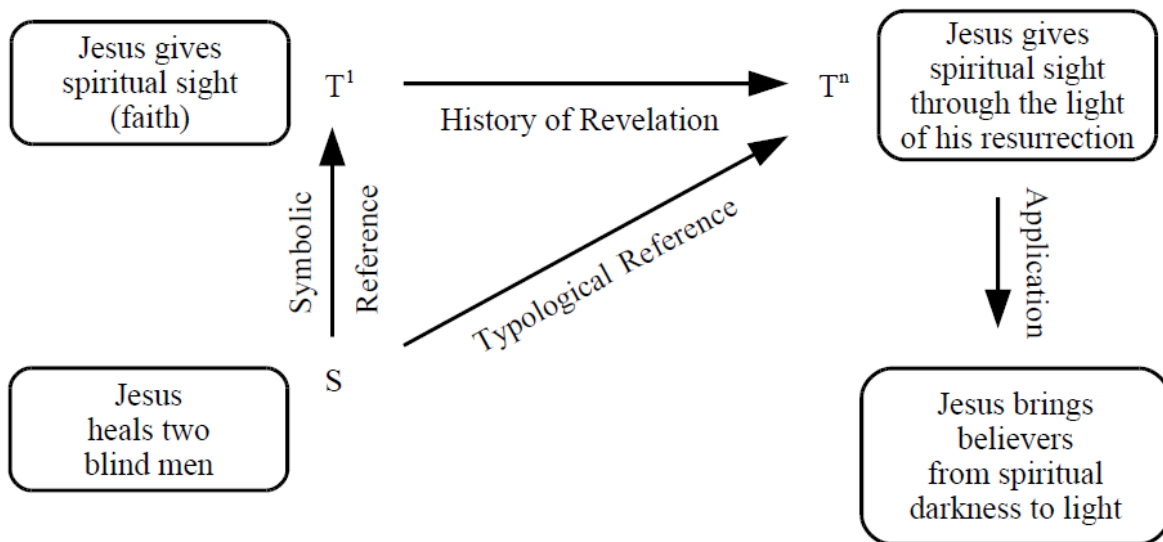 Jesus gives
spiritual sight
(faith)
T¹
History of Revelation
Tⁿ
Jesus gives
spiritual sight
through the light
of his resurrection
Symbolic
Reference
Typological Reference
Application
S
Jesus
heals two
blind men
Jesus brings
believers
from spiritual
darkness to light